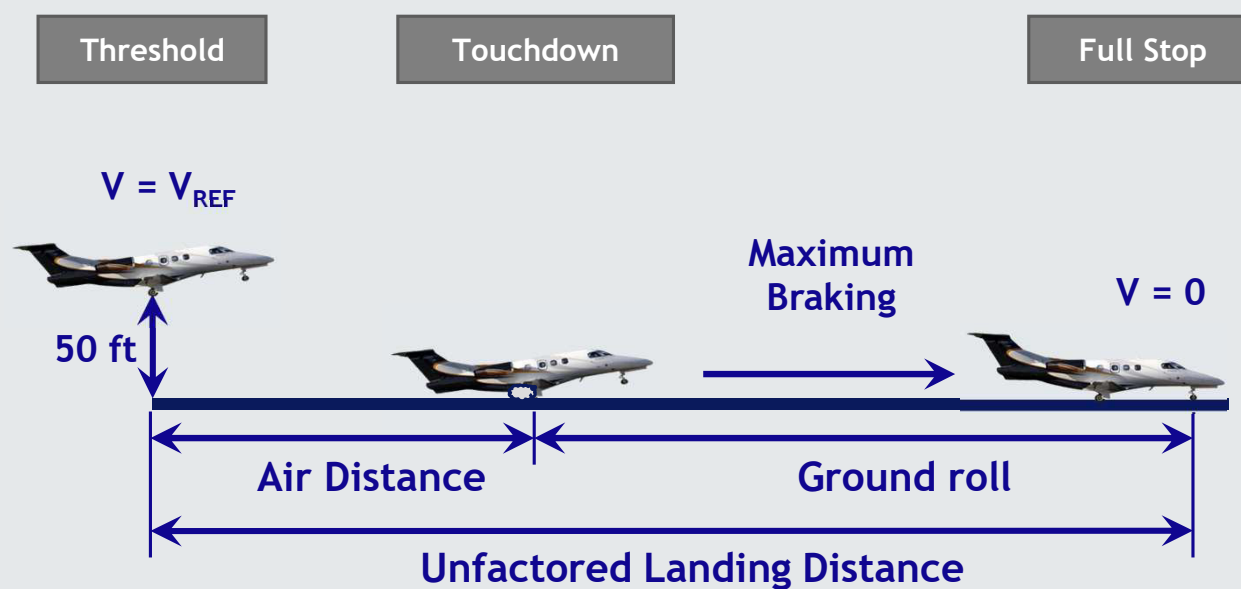 Threshold
Touchdown
Full Stop
V = VREF
50 ft
Maximum
Braking
V = 0
Air Distance
Ground roll
Unfactored Landing Distance